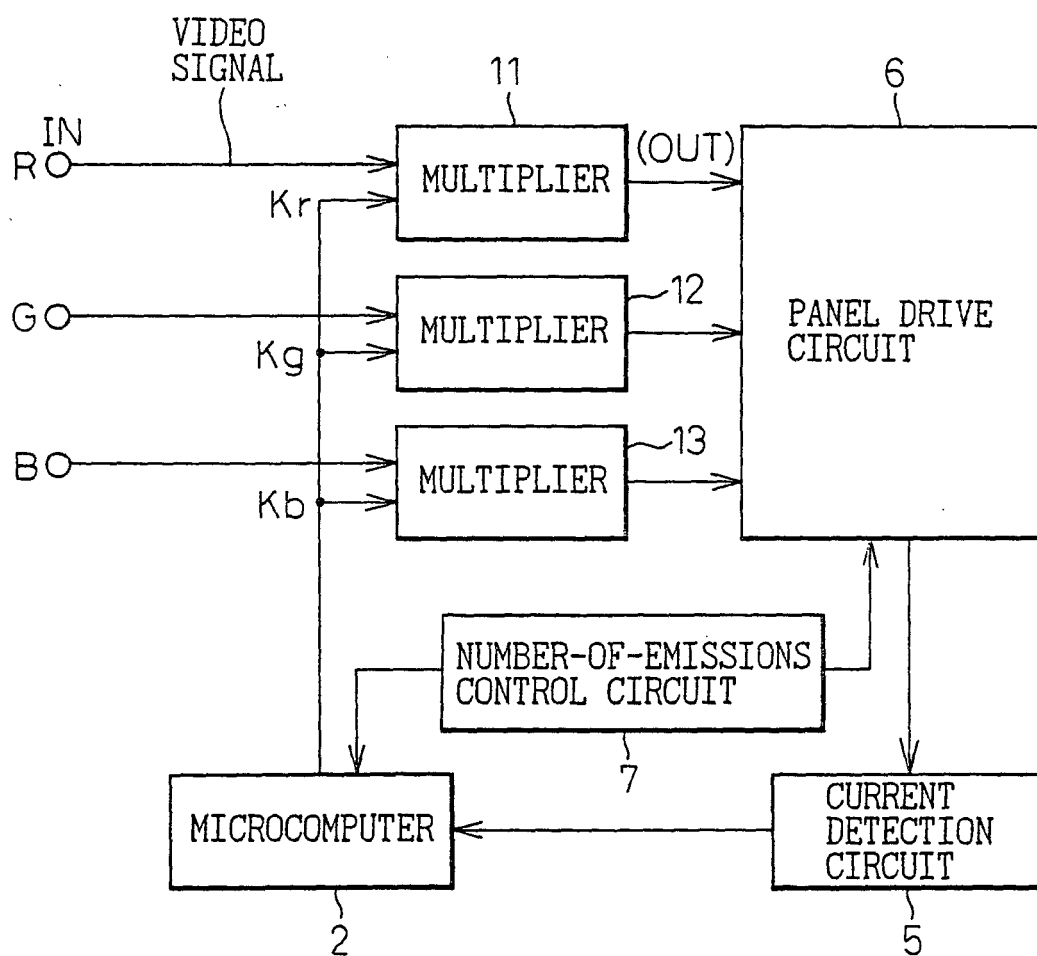 VIDEO
SIGNAL
11
6
IN
R
MULTIPLIER
(OUT)
Kr
G
MULTIPLIER
12
Kg
PANEL DRIVE
CIRCUIT
B
MULTIPLIER
13
Kb
NUMBER-OF-EMISSIONS
CONTROL CIRCUIT
7
MICROCOMPUTER
2
CURRENT
DETECTION
CIRCUIT
5